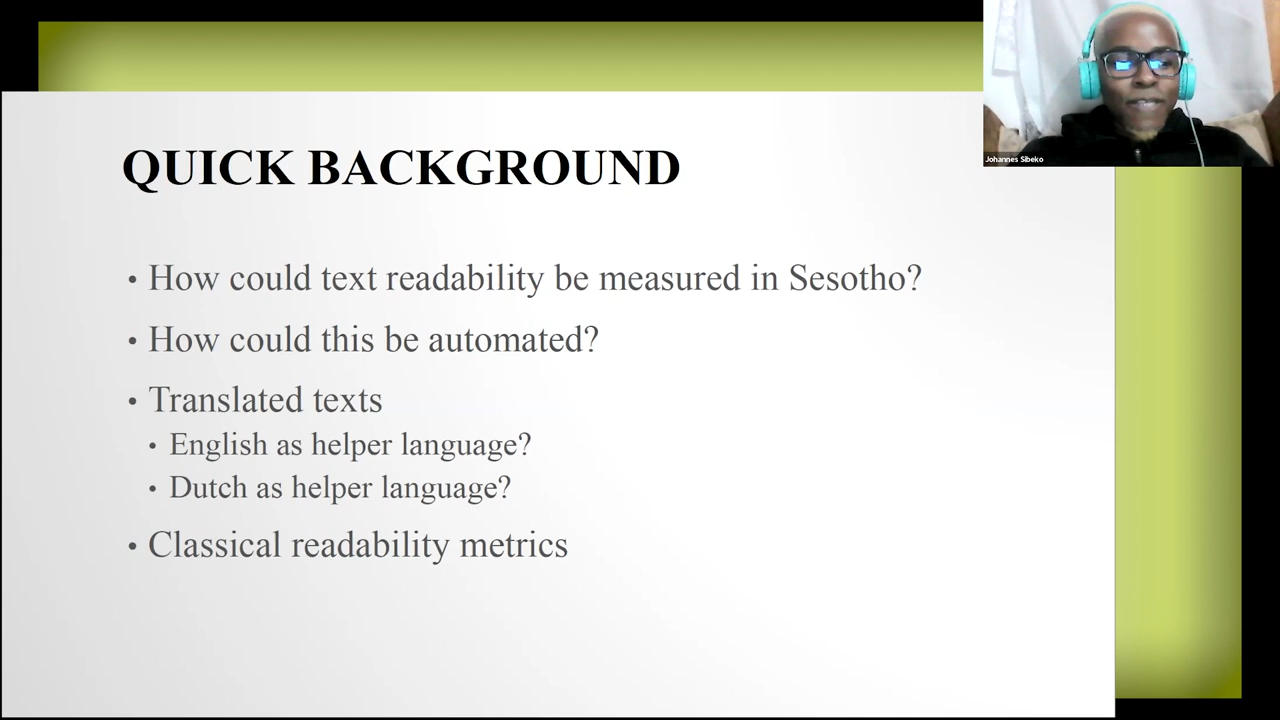 QUICK BACKGROUND
• How could text readability be measured in Sesotho?
• How could this be automated?
• Translated texts
• English as helper language?
• Dutch as helper language?
• Classical readability metrics
Johannes Sibeko